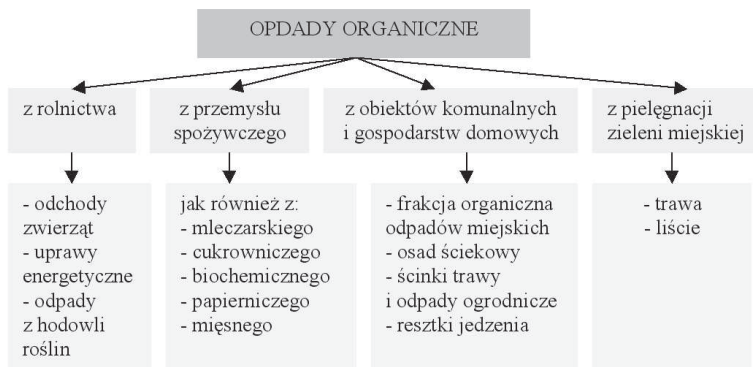 OPDADY ORGANICZNE
z rolnictwa
z przemysłu
spożywczego
z obiektów komunalnych
i gospodarstw domowych
z pielęgnacji
zieleni miejskiej
- odchody
zwierząt
- uprawy
energetyczne
- odpady
z hodowli
roślin
jak również z:
- mleczarskiego
- cukrowniczego
- biochemicznego
- papierniczego
- mięsnego
- frakcja organiczna
odpadów miejskich
- osad ściekowy
- ścinki trawy
i odpady ogrodnicze
- resztki jedzenia
- trawa
- liście